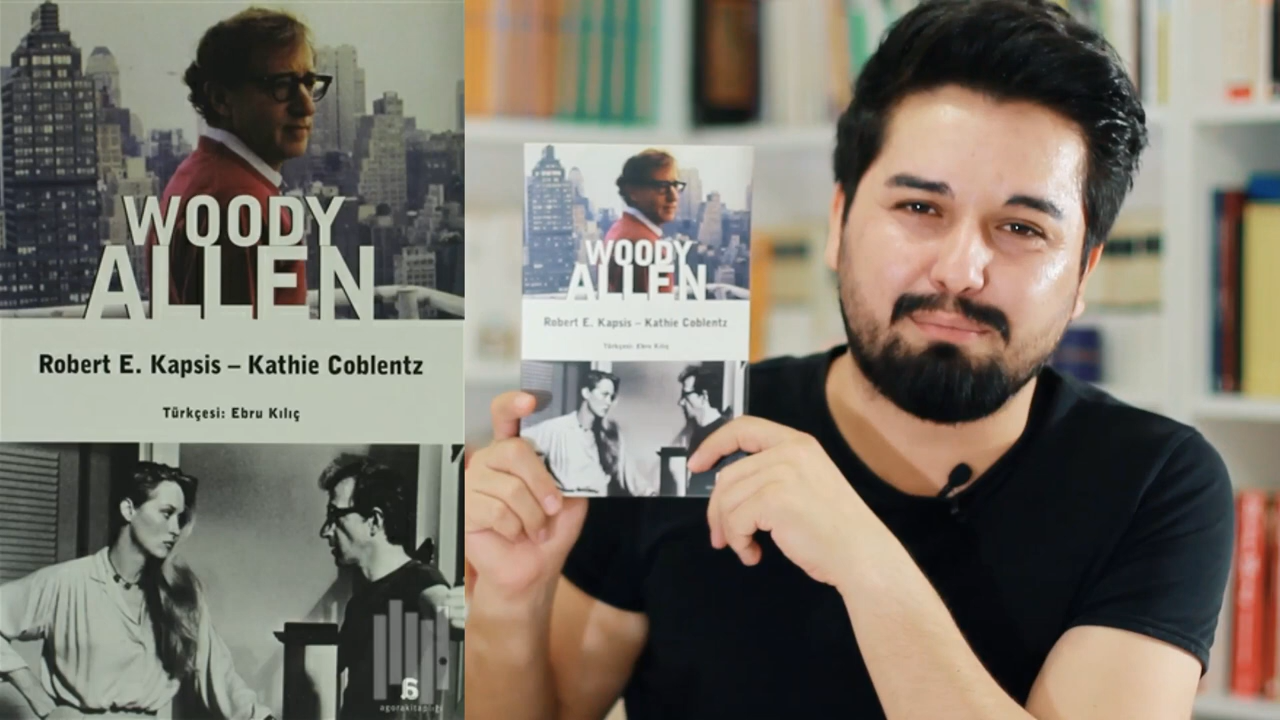 WOODY
ALLEN
Robert E. Kapsis – Kathie Coblentz
Türkçesi: Ebru Kılıç
a
agorakitaplığı
WOODY
ALLEN
Robert E. Kapsis – Kathie Coblentz
Türkçesi: Ebru Kılıç